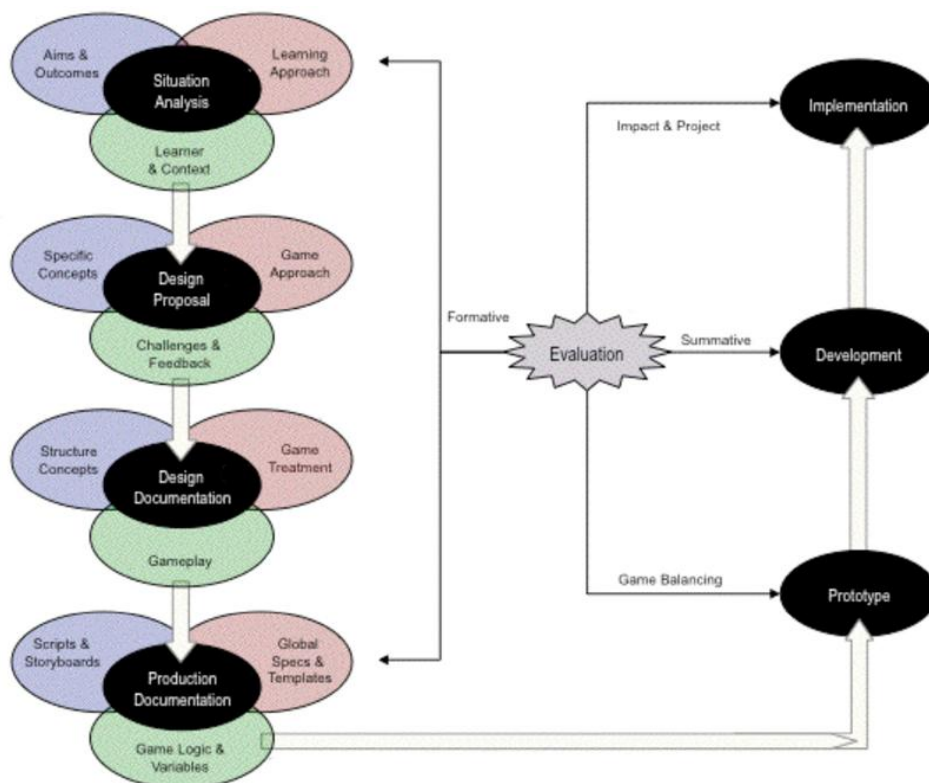 Aims &
Outcomes
Learning
Approach
Situation
Analysis
Learner
& Context
Specific
Concepts
Game
Approach
Design
Proposal
Challenges &
Feedback
Structure
Concepts
Game
Treatment
Design
Documentation
Gameplay
Scripts &
Storyboards
Global
Specs &
Templates
Production
Documentation
Game Logic &
Variables
Formative
Evaluation
Impact & Project
Summative
Game Balancing
Implementation
Development
Prototype